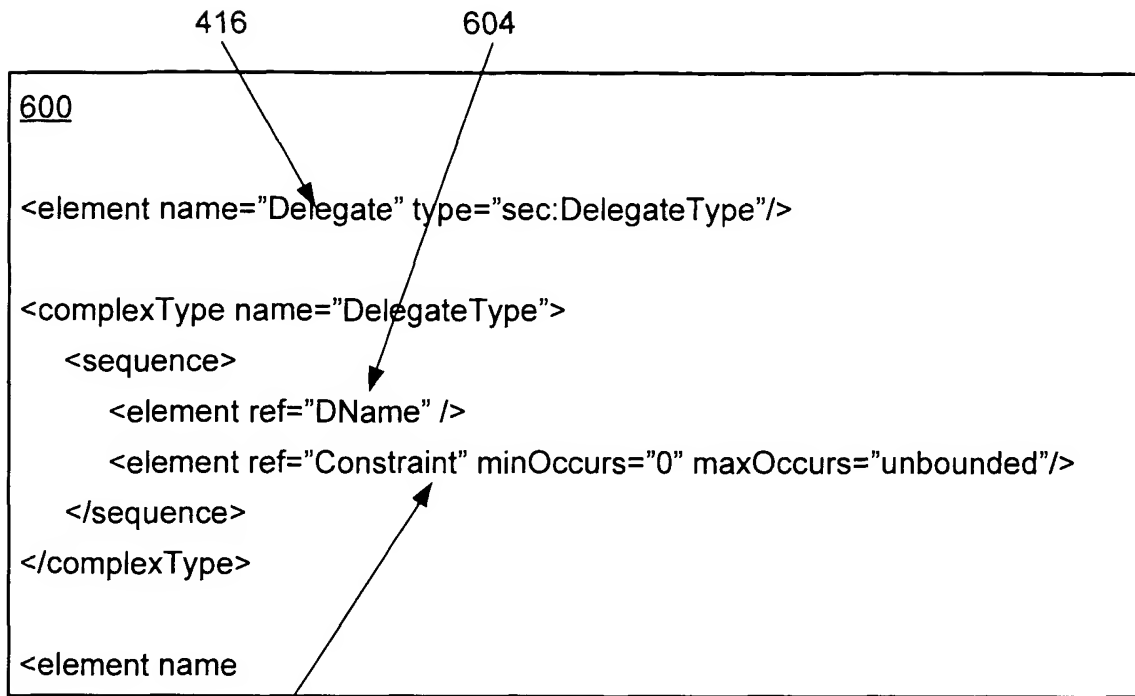 416 604
600
<element name=”Delegate” type=”sec:DelegateType”/>
<complexType name=”DelegateType”>
<sequence>
<element ref=”DName” />
<element ref=”Constraint” minOccurs=”0” maxOccurs=”unbounded”/>
</sequence>
</complexType>
<element name